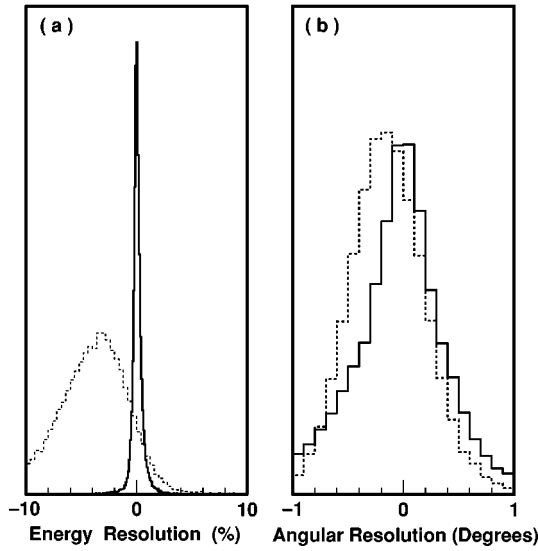 (a)
(b)
−10 0 10
−1 0 1
Energy Resolution (%)
Angular Resolution (Degrees)